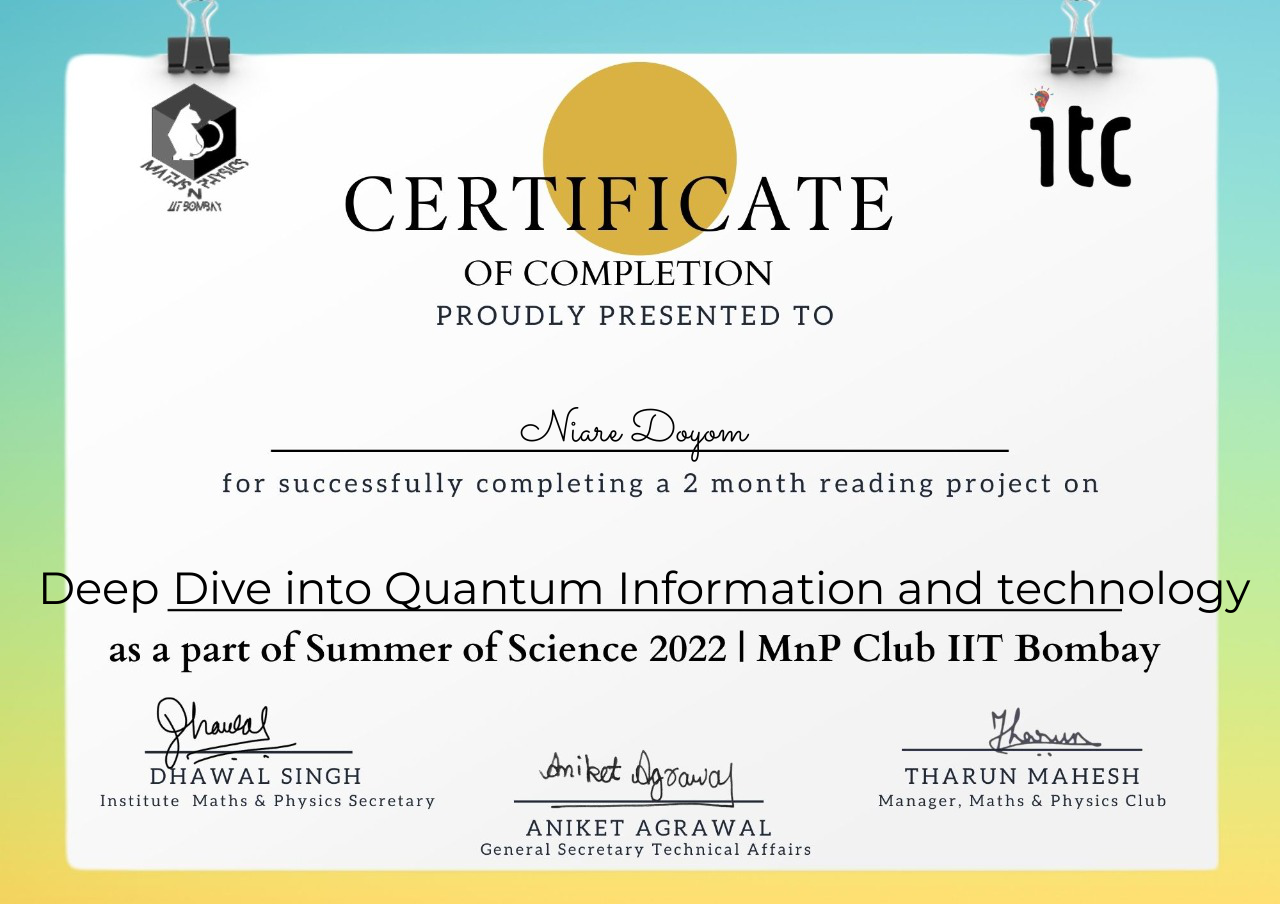 MATHS N PHYSICS
IIT BOMBAY
itc
CERTIFICATE
OF COMPLETION
PROUDLY PRESENTED TO
Niare Doyom
for successfully completing a 2 month reading project on
Deep Dive into Quantum Information and technology
as a part of Summer of Science 2022 | MnP Club IIT Bombay
Dhawal
DHAWAL SINGH
Institute Maths & Physics Secretary
Aniket Agrawal
ANIKET AGRAWAL
General Secretary Technical Affairs
Tharun
THARUN MAHESH
Manager, Maths & Physics Club